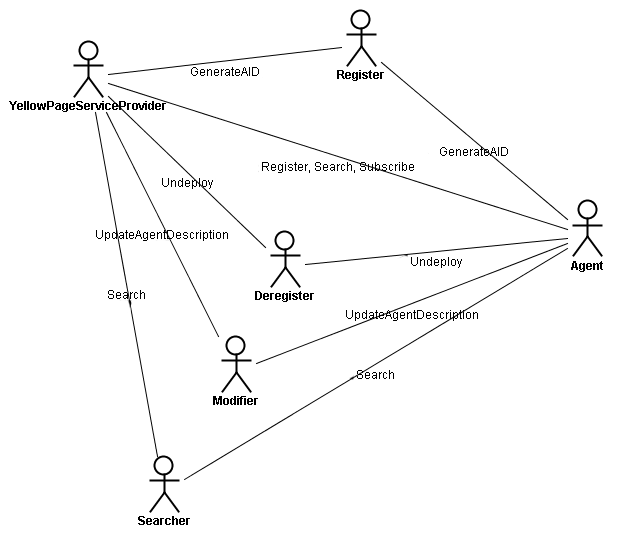 GenerateAID
Register
YellowPageServiceProvider
GenerateAID
Register, Search, Subscribe
Undeploy
UpdateAgentDescription
Undeploy
Agent
Search
Deregister
UpdateAgentDescription
Modifier
Search
Searcher